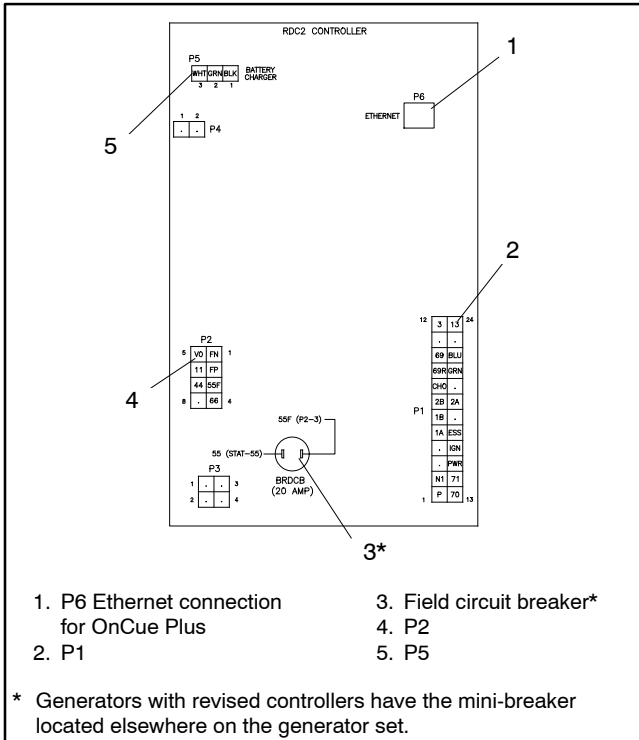 RDC2 CONTROLLER
1
P5
WHT GRN BLK
BATTERY
CHARGER
3 2 1
P6
ETHERNET
5
1 2
. . P4
2
12 3 13 24
. .
69 BLU
69R GRN
CHO .
2B 2A
P1
1B .
1A ESS
. IGN
. PWR
N1 71
1 P 70 13
P2
5 V0 FN 1
11 FP
44 55F
8 . 66 4
4
55F (P2-3)
55 (STAT-55)
BRDCB
(20 AMP)
P3
1 . . 3
2 . . 4
3*
1. P6 Ethernet connection
for OnCue Plus
2. P1
3. Field circuit breaker*
4. P2
5. P5
* Generators with revised controllers have the mini-breaker
located elsewhere on the generator set.